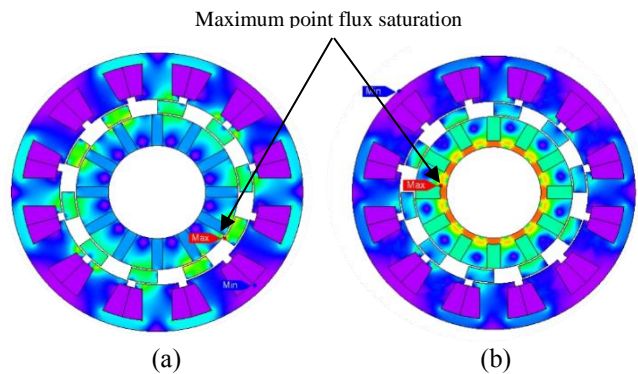 Maximum point flux saturation
Min
Max
Max
Min
(a)
(b)